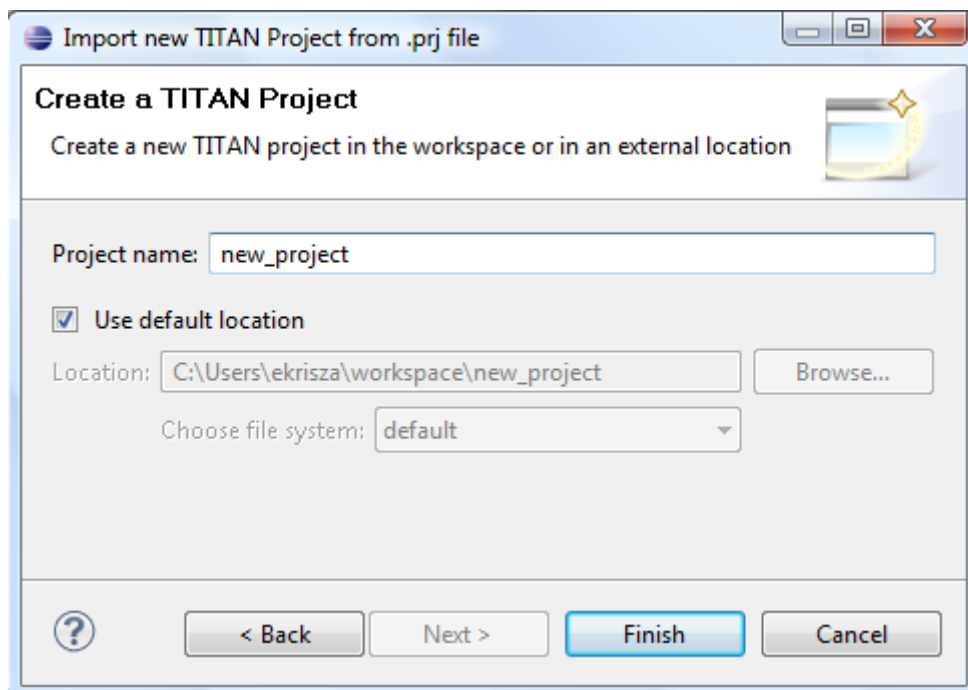 Import new TITAN Project from .prj file
Create a TITAN Project
Create a new TITAN project in the workspace or in an external location
Project name: new_project
Use default location
Location: C:\Users\ekrisza\workspace\new_project Browse...
Choose file system: default
? < Back Next > Finish Cancel